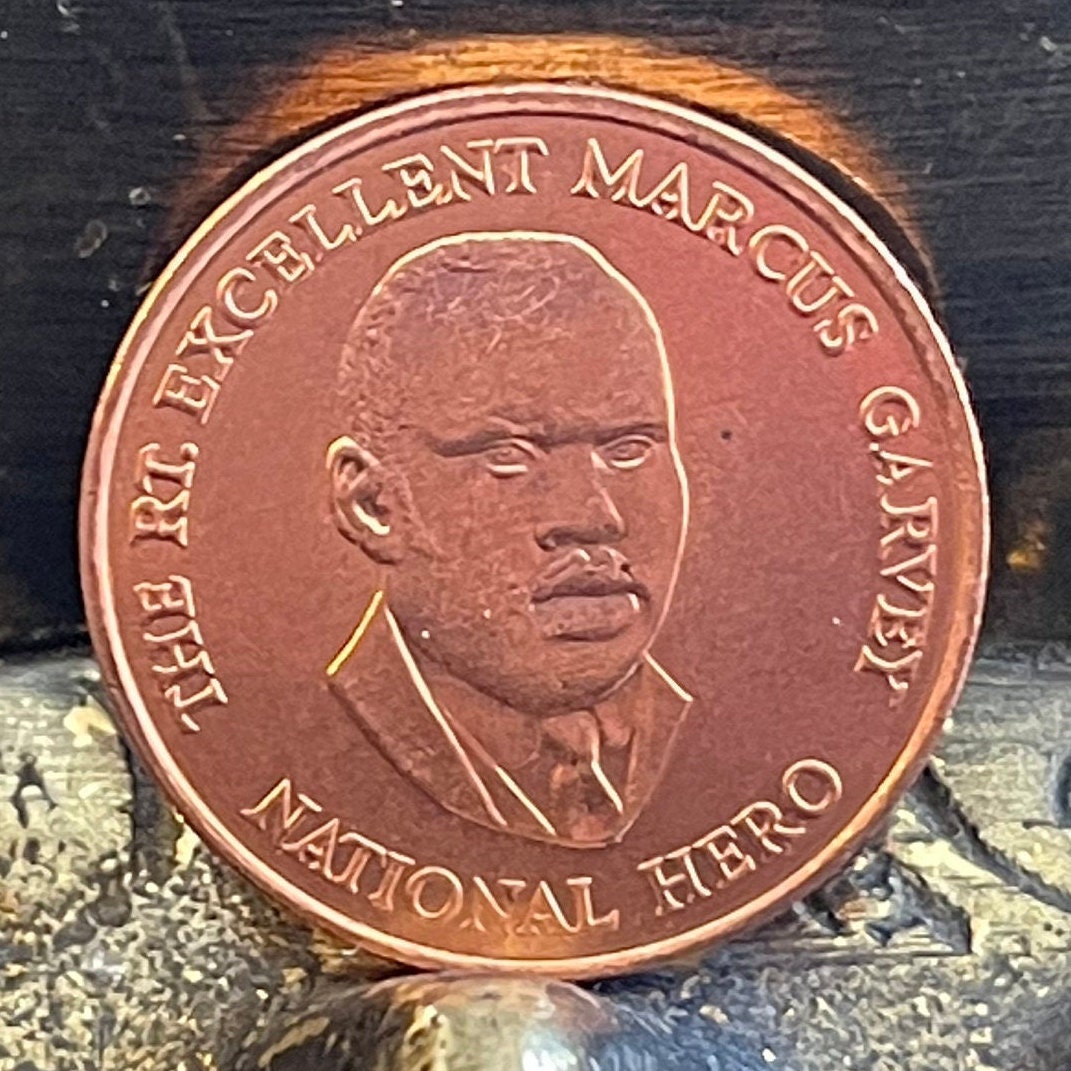 THE RT. EXCELLENT MARCUS GARVEY
NATIONAL HERO